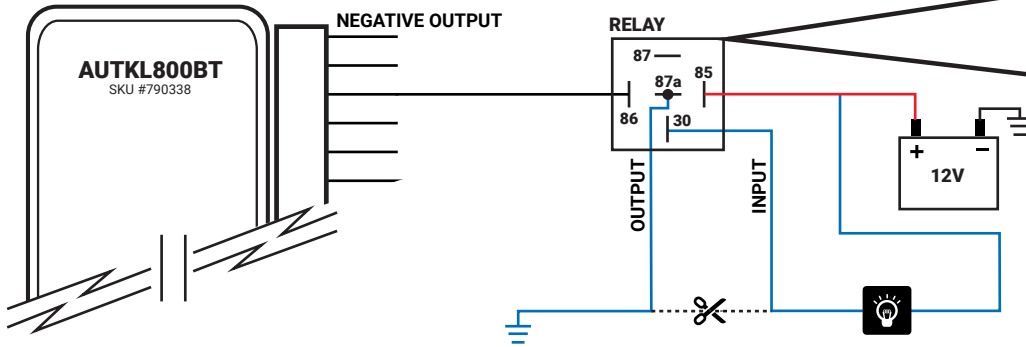 NEGATIVE OUTPUT
RELAY
AUTKL800BT
SKU #790338
87
87a
85
86
30
OUTPUT
INPUT
+
−
12V